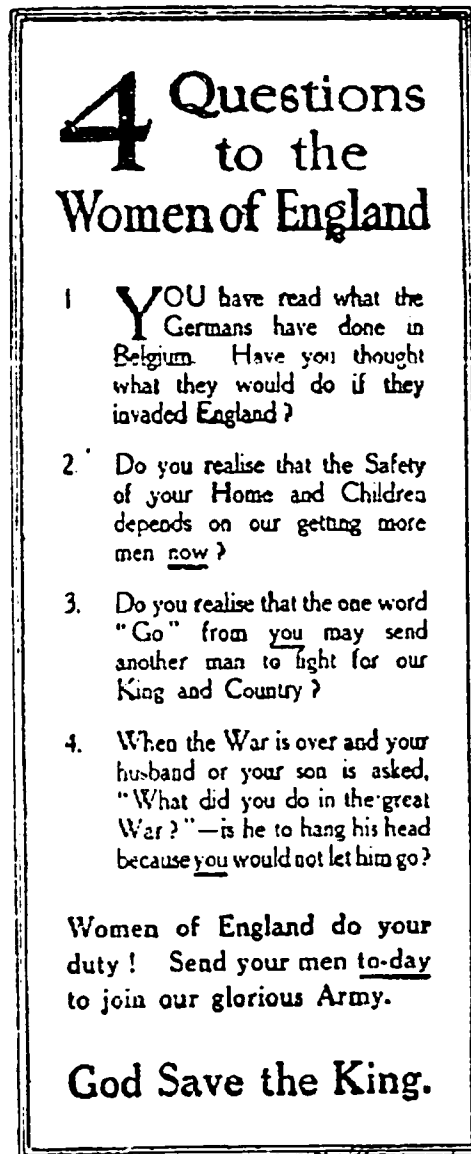 4 Questions
to the
Women of England
1 YOU have read what the
Germans have done in
Belgium. Have you thought
what they would do if they
invaded England?
2. Do you realise that the Safety
of your Home and Children
depends on our getting more
men now?
3. Do you realise that the one word
"Go" from you may send
another man to fight for our
King and Country?
4. When the War is over and your
husband or your son is asked,
"What did you do in the great
War?"—is he to hang his head
because you would not let him go?
Women of England do your
duty! Send your men to-day
to join our glorious Army.
God Save the King.